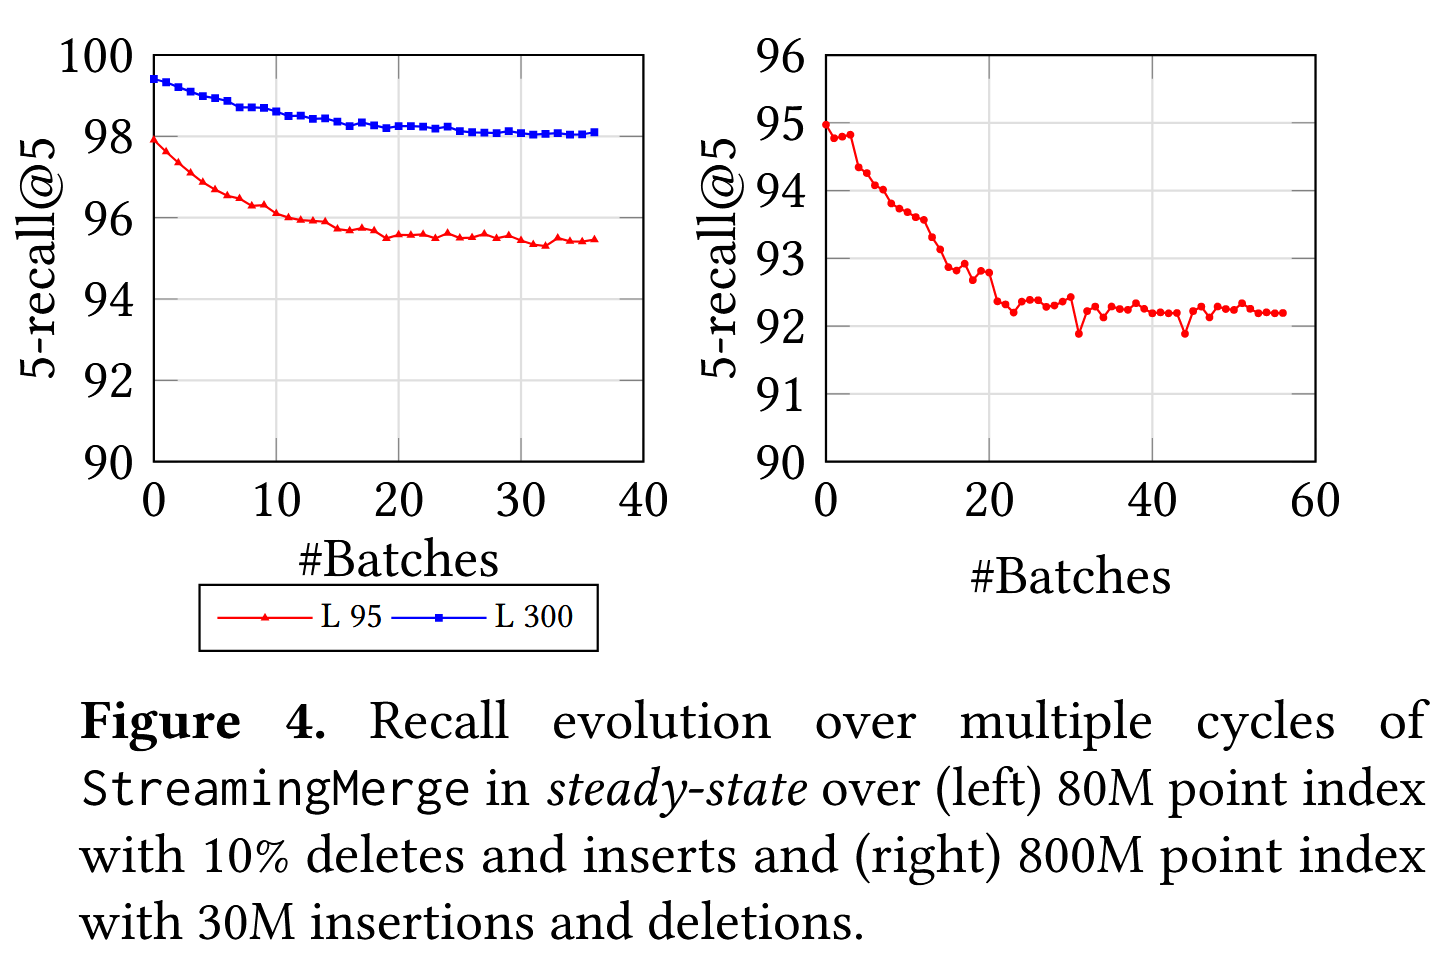 100
98
96
94
92
90
0 10 20 30 40
5-recall@5
#Batches
L 95 L 300
96
95
94
93
92
91
90
0 20 40 60
5-recall@5
#Batches
Figure 4. Recall evolution over multiple cycles of
StreamingMerge in steady-state over (left) 80M point index
with 10% deletes and inserts and (right) 800M point index
with 30M insertions and deletions.